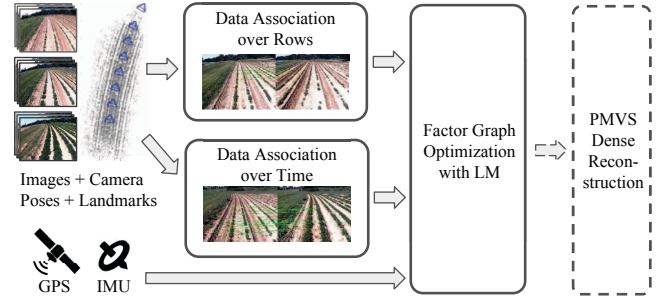 Data Association
over Rows
Data Association
over Time
Images + Camera
Poses + Landmarks
GPS
IMU
Factor Graph
Optimization
with LM
PMVS
Dense
Recon-
struction